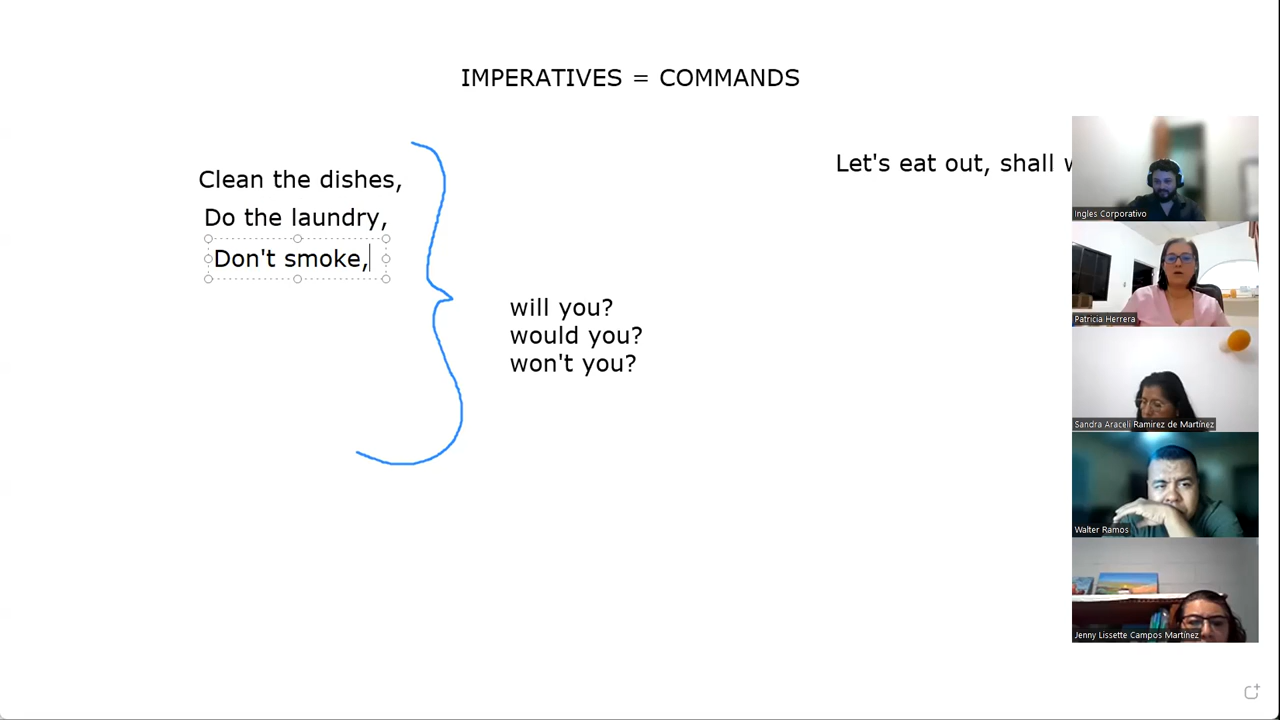 IMPERATIVES = COMMANDS
Clean the dishes,
Do the laundry,
Don't smoke,
will you?
would you?
won't you?
Let's eat out, shall
Ingles Corporativo
Patricia Herrera
Sandra Araceli Ramirez de Martinez
Walter Ramos
Jenny Lissette Campos Martinez